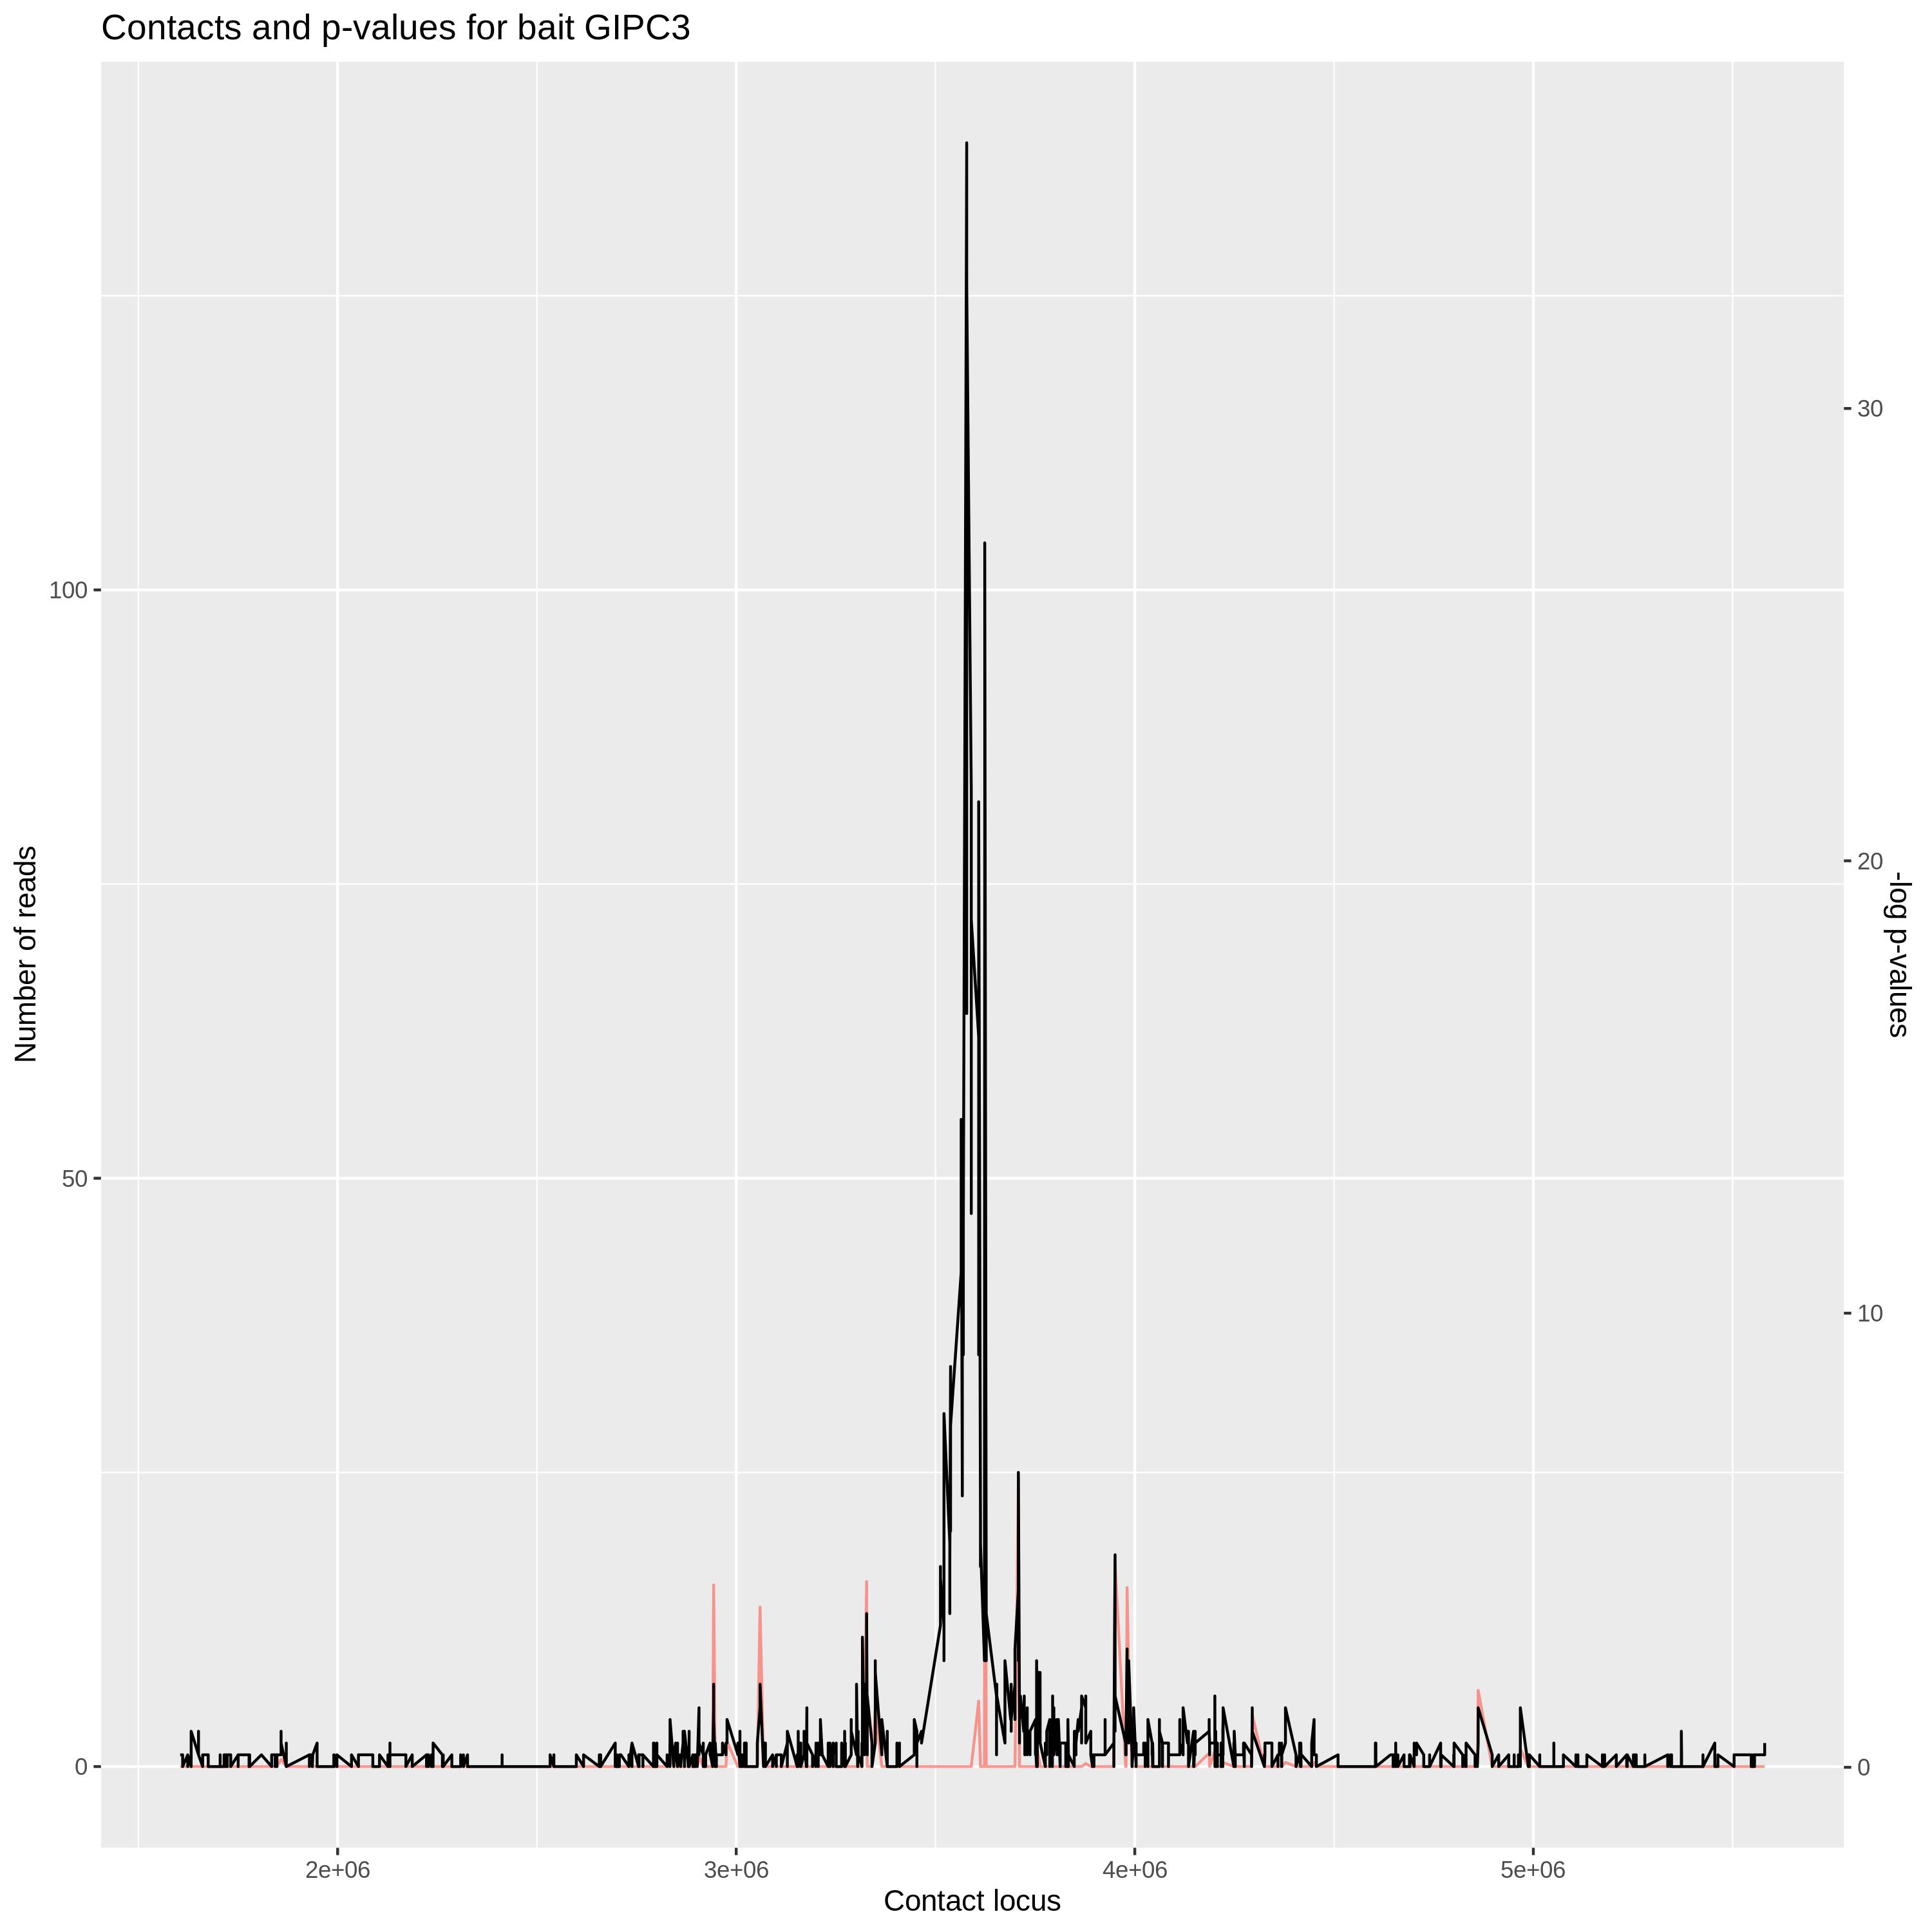 Contacts and p-values for bait GIPC3
Number of reads
100
50
0
30
20
10
0
-log p-values
2e+06 3e+06 4e+06 5e+06
Contact locus